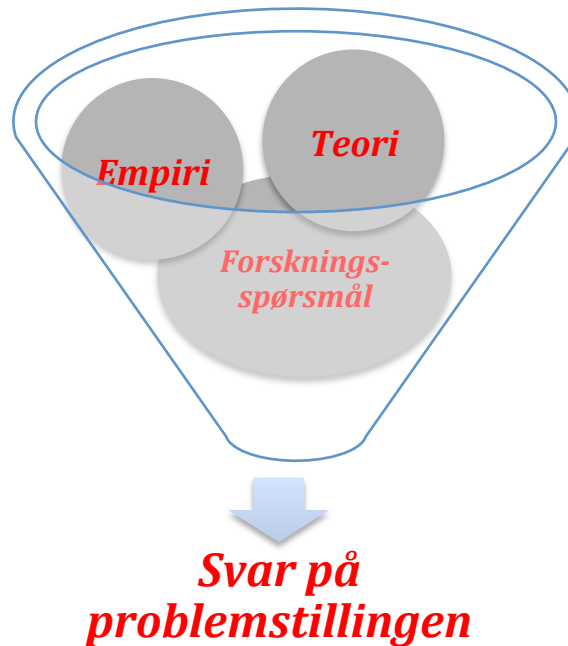 Empiri
Teori
Forsknings-
spørsmål
Svar på
problemstillingen